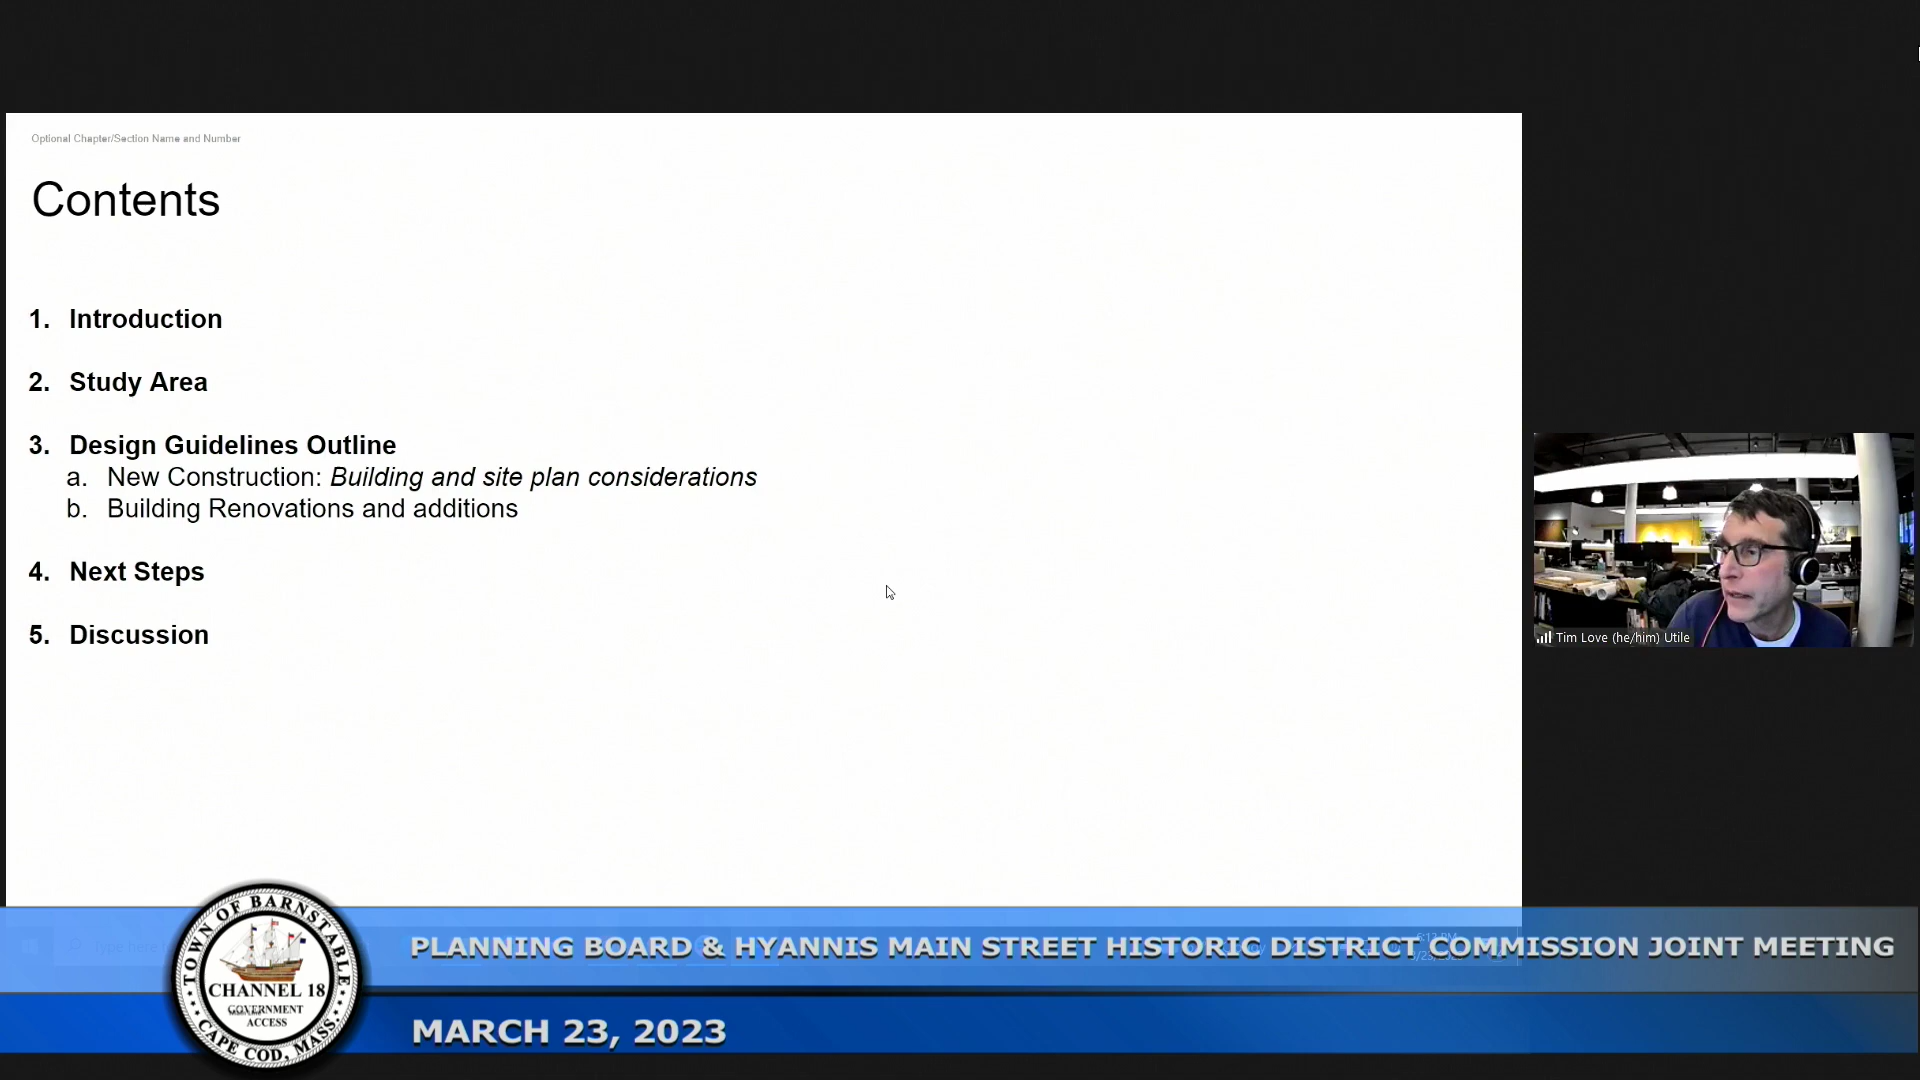 Optional Chapter/Section Name and Number
Contents
1. Introduction
2. Study Area
3. Design Guidelines Outline
a. New Construction: Building and site plan considerations
b. Building Renovations and additions
4. Next Steps
5. Discussion
Tim Love (he/him) Utile
PLANNING BOARD & HYANNIS MAIN STREET HISTORIC DISTRICT COMMISSION JOINT MEETING
MARCH 23, 2023
TOWN OF BARNSTABLE
CHANNEL 18
GOVERNMENT
ACCESS
CAPE COD, MASS.